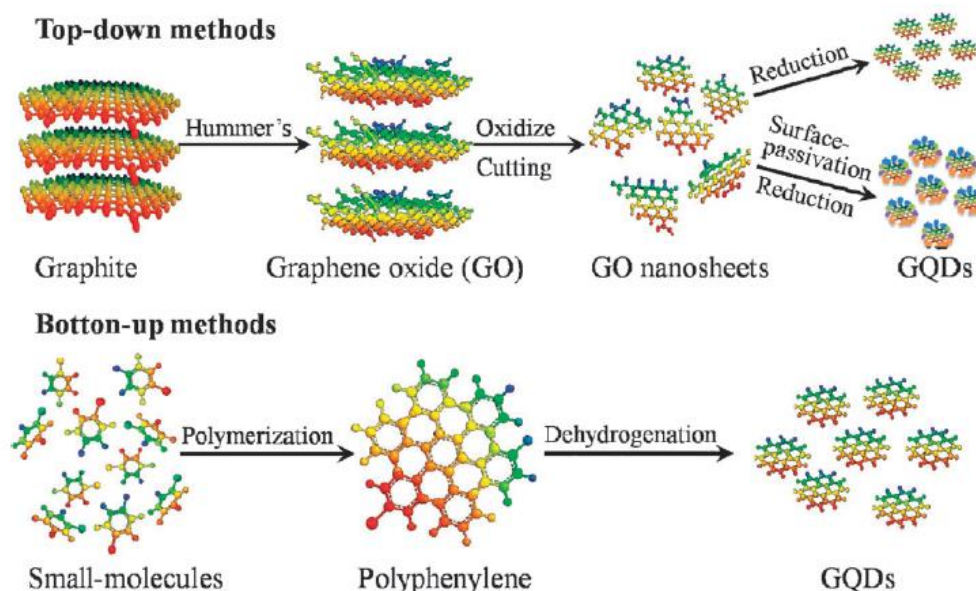 Top-down methods
Hummer's
Oxidize
Cutting
Reduction
Surface-
passivation
Reduction
Graphite
Graphene oxide (GO)
GO nanosheets
GQDs
Botton-up methods
Polymerization
Dehydrogenation
Small-molecules
Polyphenylene
GQDs